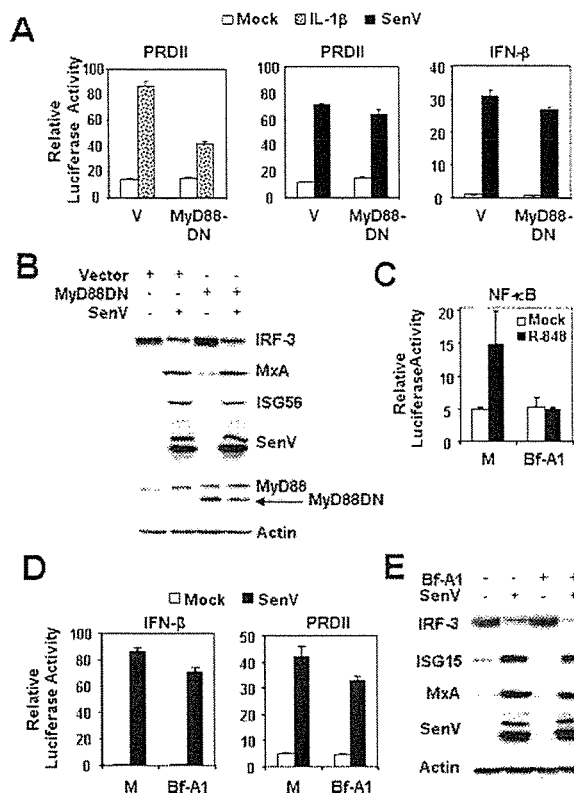 A
Mock IL-1β SenV
PRDII
PRDII
IFN-β
Relative Luciferase Activity
100
80
60
40
20
0
100
80
60
40
20
0
40
30
20
10
0
V MyD88-DN
V MyD88-DN
V MyD88-DN
B
Vector + + - -
MyD88DN - - + +
SenV - + - +
IRF-3
MxA
ISG56
SenV
MyD88
MyD88DN
Actin
C
NF-κB
Mock
R-848
Relative LuciferaseActivity
20
15
10
5
0
M Bf-A1
D
Mock SenV
IFN-β
PRDII
Relative Luciferase Activity
100
80
60
40
20
0
50
40
30
20
10
0
M Bf-A1
M Bf-A1
E
Bf-A1 - - + +
SenV - + - +
IRF-3
ISG15
MxA
SenV
Actin